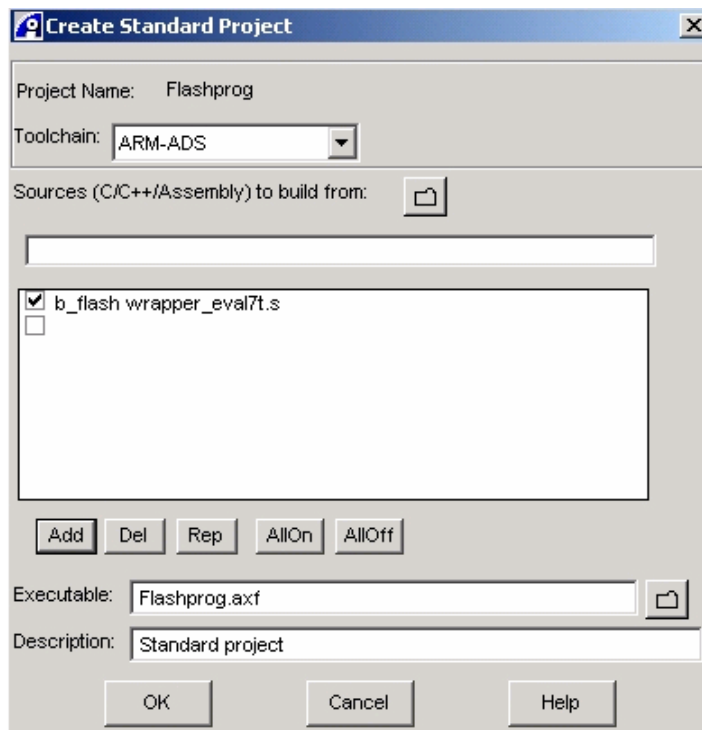 Create Standard Project
Project Name: Flashprog
Toolchain: ARM-ADS
Sources (C/C++/Assembly) to build from:
b_flash wrapper_eval7t.s
Add Del Rep AllOn AllOff
Executable: Flashprog.axf
Description: Standard project
OK Cancel Help